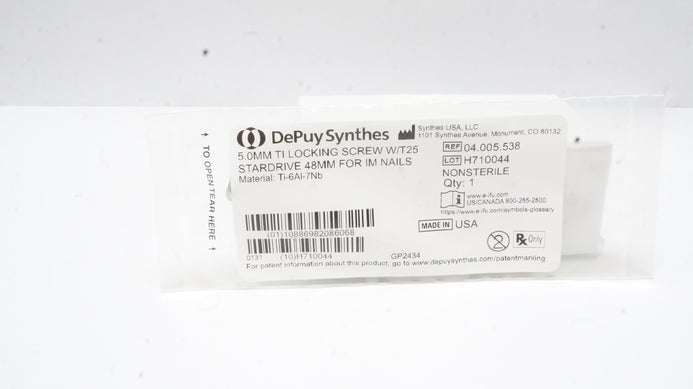 DePuy Synthes
Synthes USA, LLC
1101 Synthes Avenue, Monument, CO 80132
5.0MM TI LOCKING SCREW W/T25
STARDRIVE 48MM FOR IM NAILS
Material: Ti-6Al-7Nb
REF 04.005.538
LOT H710044
NONSTERILE
Qty: 1
www.e-ifu.com
US/CANADA 800-255-2500
https://www.e-ifu.com/symbols-glossary
MADE IN USA
2
Rx Only
(01)10886982086068
0131 (10)H710044
GP2434
For patent information about this product, go to www.depuysynthes.com/patentmarking
TO OPEN TEAR HERE